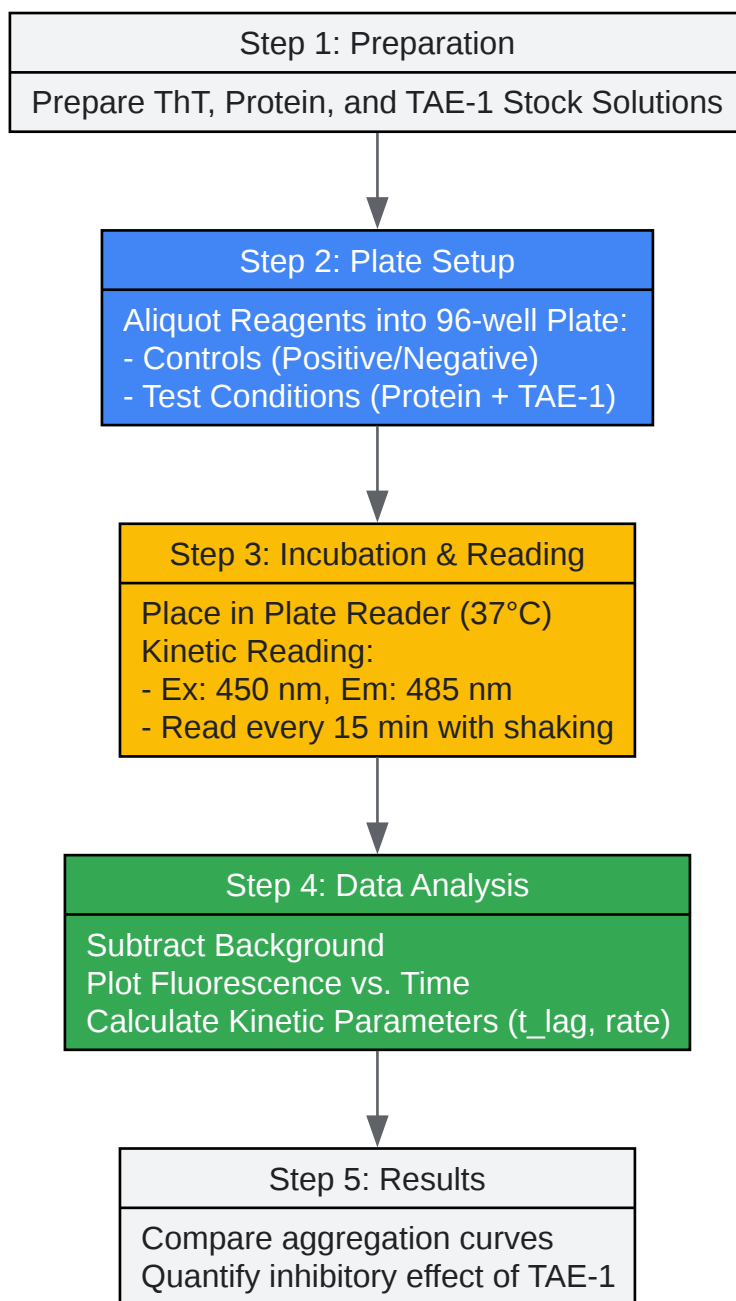 Step 1: Preparation
Prepare ThT, Protein, and TAE-1 Stock Solutions
Step 2: Plate Setup
Aliquot Reagents into 96-well Plate:
- Controls (Positive/Negative)
- Test Conditions (Protein + TAE-1)
Step 3: Incubation & Reading
Place in Plate Reader (37°C)
Kinetic Reading:
- Ex: 450 nm, Em: 485 nm
- Read every 15 min with shaking
Step 4: Data Analysis
Subtract Background
Plot Fluorescence vs. Time
Calculate Kinetic Parameters (t_lag, rate)
Step 5: Results
Compare aggregation curves
Quantify inhibitory effect of TAE-1